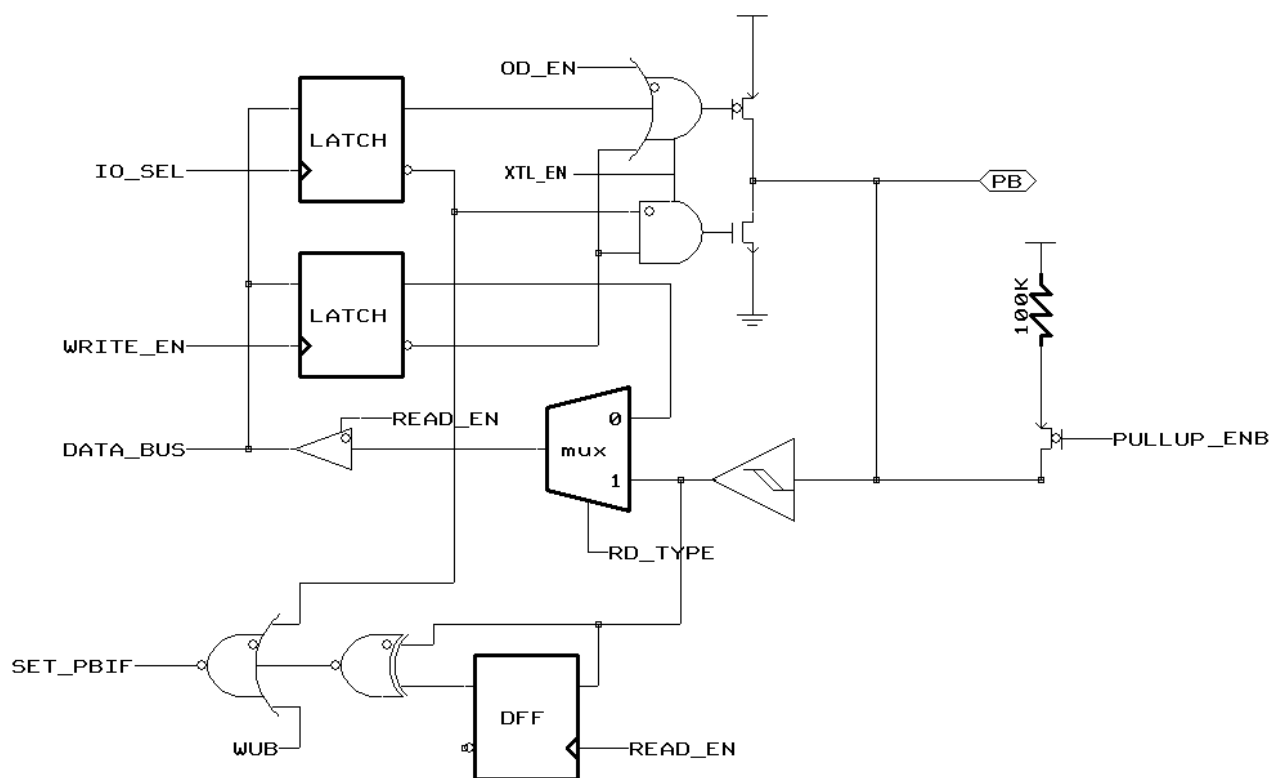 OD_EN
LATCH
IO_SEL
XTL_EN
PB
LATCH
100K
WRITE_EN
READ_EN
0
DATA_BUS
mux
PULLUP_ENB
1
RD_TYPE
SET_PBIF
DFF
WUB
READ_EN